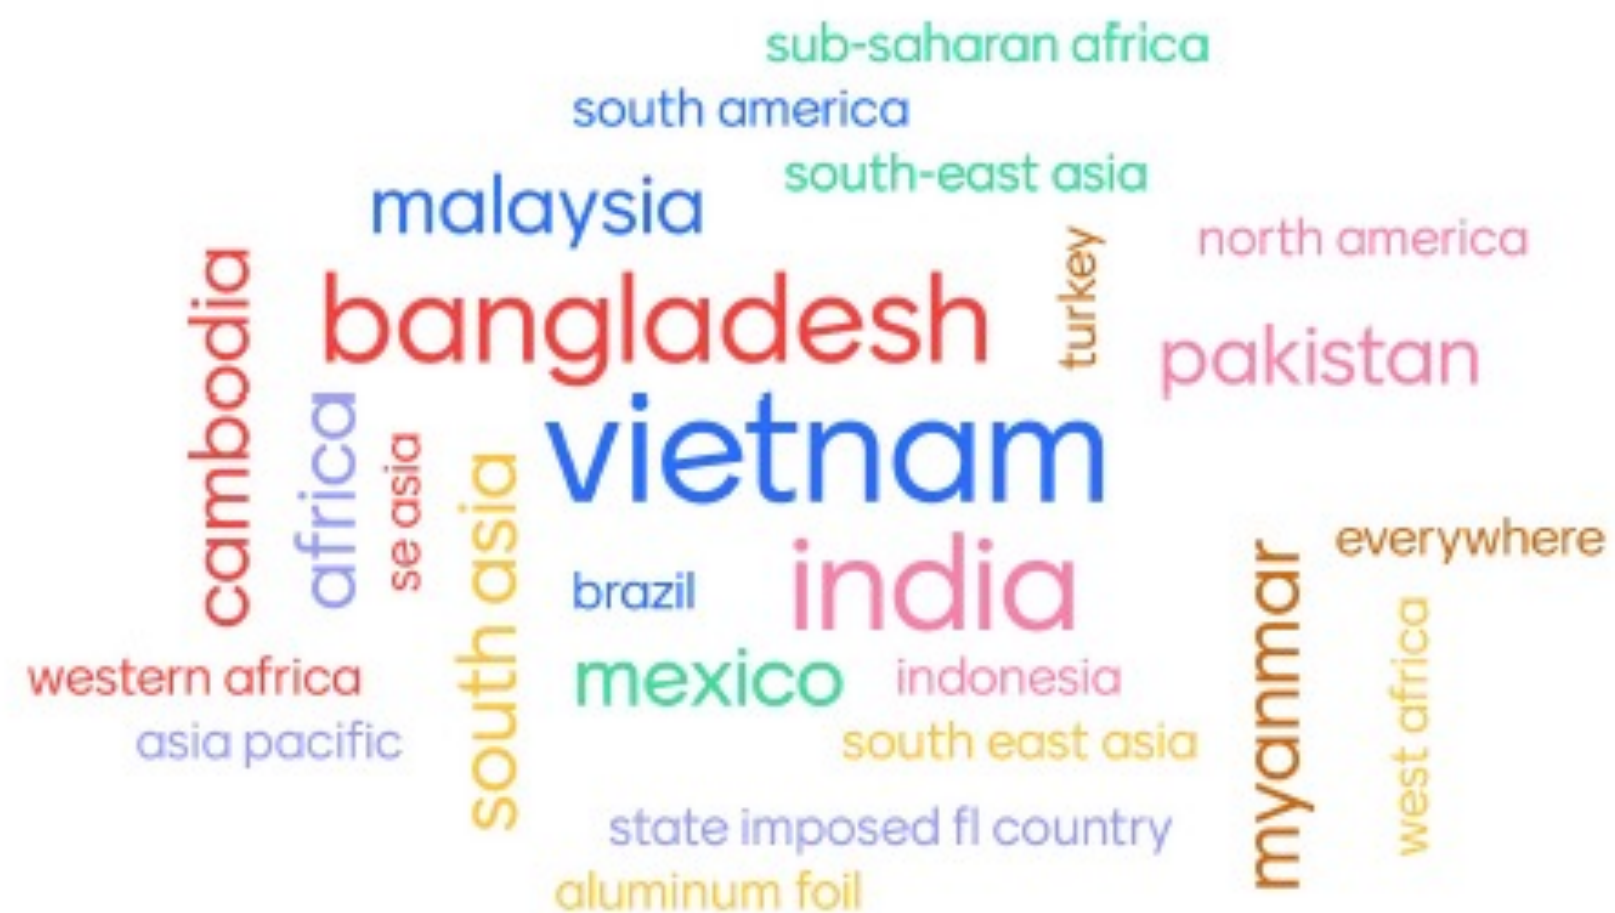 sub-saharan africa
south america
south-east asia
malaysia
north america
turkey
cambodia
bangladesh
pakistan
africa
vietnam
se asia
south asia
india
everywhere
brazil
myanmar
west africa
western africa
mexico
indonesia
asia pacific
south east asia
state imposed fl country
aluminum foil